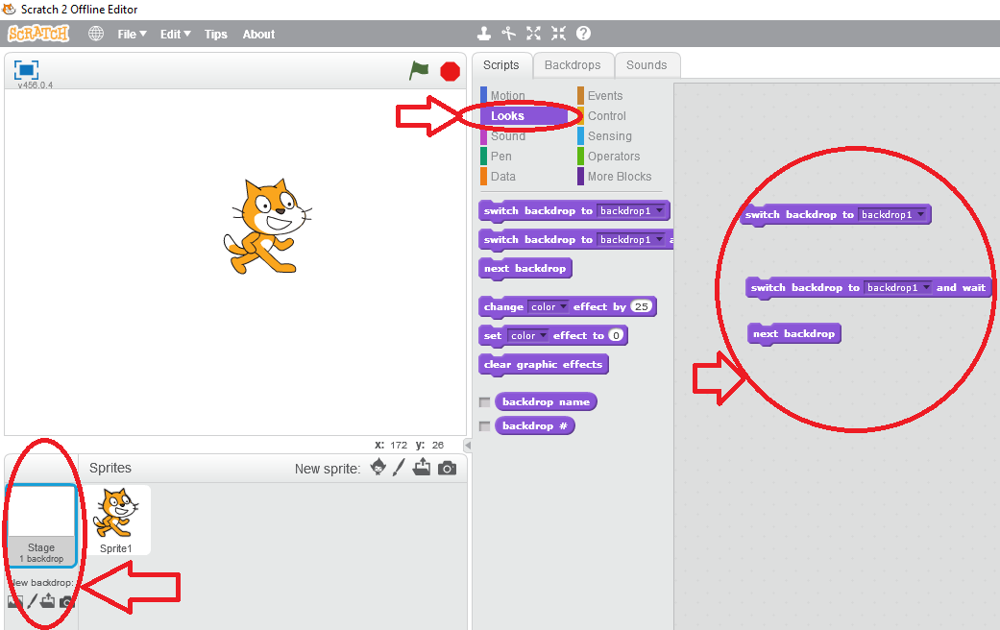 Scratch 2 Offline Editor
SCRATCH File Edit Tips About
v456.0.4
Scripts Backdrops Sounds
Motion Events
Looks Control
Sound Sensing
Pen Operators
Data More Blocks
switch backdrop to backdrop1
switch backdrop to backdrop1 a
next backdrop
change color effect by 25
set color effect to 0
clear graphic effects
backdrop name
backdrop #
switch backdrop to backdrop1
switch backdrop to backdrop1 and wait
next backdrop
x: 172 y: 26
Sprites New sprite:
Stage
1 backdrop
New backdrop:
Sprite1